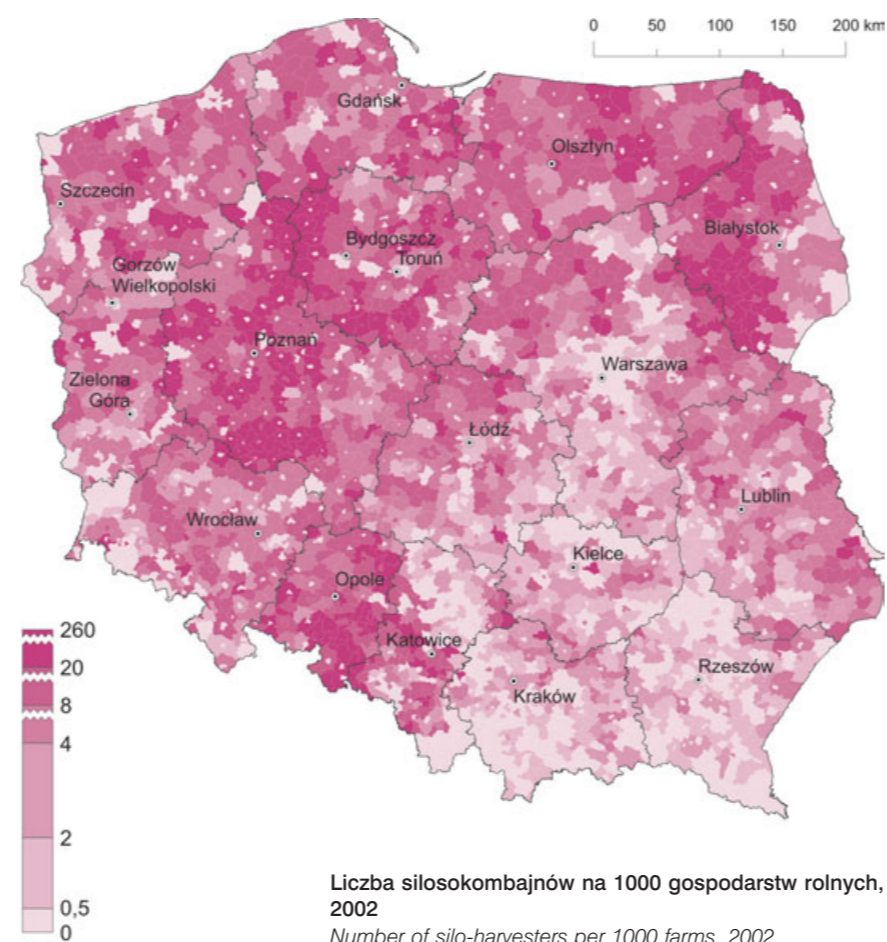 0 50 100 150 200 km
Gdańsk
Olsztyn
Szczecin
Białystok
Bydgoszcz
Toruń
Gorzów
Wielkopolski
Poznań
Warszawa
Zielona
Góra
Łódź
Lublin
Wrocław
Kielce
Opole
Katowice
Rzeszów
Kraków
260
20
8
4
2
0,5
0
Liczba silosokombajnów na 1000 gospodarstw rolnych,
2002
Number of silo-harvesters per 1000 farms, 2002